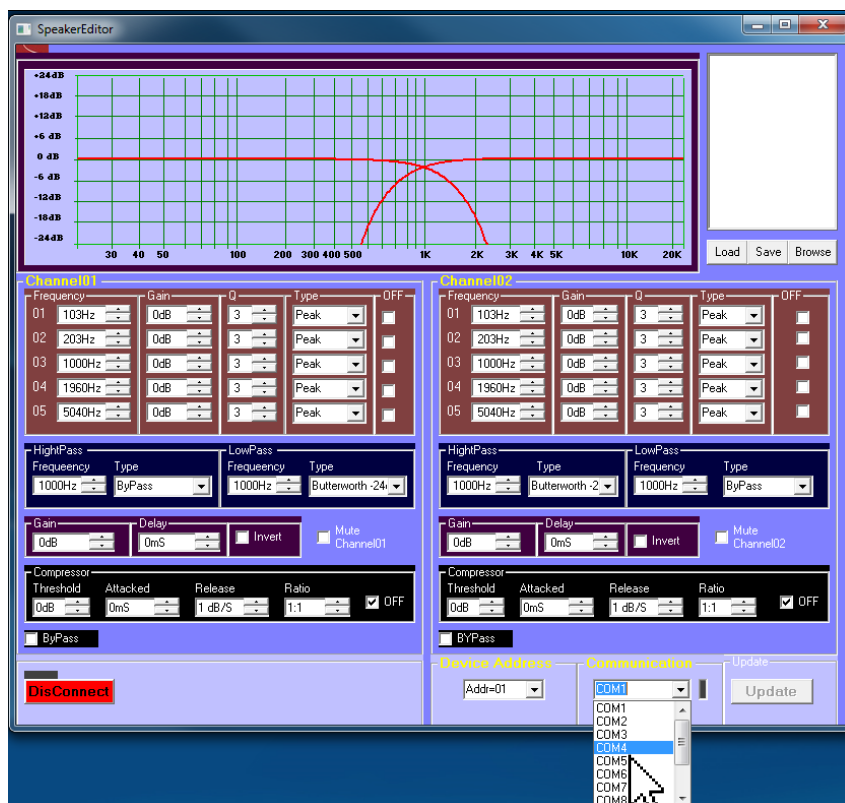 SpeakerEditor
+24dB
+18dB
+12dB
+6 dB
0 dB
-6 dB
-12dB
-18dB
-24dB
30 40 50 100 200 300 400 500 1K 2K 3K 4K 5K 10K 20K
Load Save Browse
Channel01
Frequency Gain Q Type OFF
01 103Hz 0dB 3 Peak
02 203Hz 0dB 3 Peak
03 1000Hz 0dB 3 Peak
04 1960Hz 0dB 3 Peak
05 5040Hz 0dB 3 Peak
HightPass LowPass
Frequeency Type Frequeency Type
1000Hz ByPass 1000Hz Butterworth -24
Gain Delay
0dB 0mS Invert Mute
Channel01
Compressor
Threshold Attacked Release Ratio
0dB 0mS 1 dB/S 1:1 OFF
ByPass
Channel02
Frequency Gain Q Type OFF
01 103Hz 0dB 3 Peak
02 203Hz 0dB 3 Peak
03 1000Hz 0dB 3 Peak
04 1960Hz 0dB 3 Peak
05 5040Hz 0dB 3 Peak
HightPass LowPass
Frequency Type Frequency Type
1000Hz Butterworth -2 1000Hz ByPass
Gain Delay
0dB 0mS Invert Mute
Channel02
Compressor
Threshold Attacked Release Ratio
0dB 0mS 1 dB/S 1:1 OFF
BYPass
DisConnect
Device Address Communication Update
Addr=01 COM1 Update
COM1
COM2
COM3
COM4
COM5
COM6
COM7
COM8